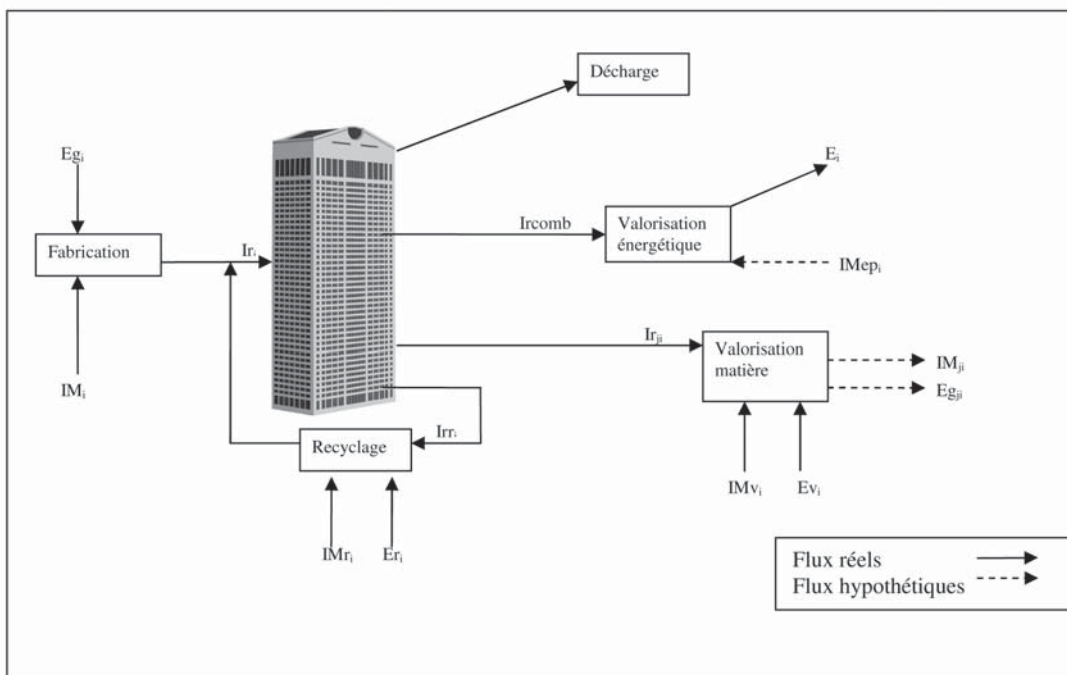 Décharge
Eg_i
E_i
Fabrication
Ir_i
Ircomb
Valorisation
énergétique
IMep_i
Ir_ji
Valorisation
matière
IM_ji
Eg_ji
IM_i
Recyclage
Irr_i
IMv_i
Ev_i
IMr_i
Er_i
Flux réels
Flux hypothétiques